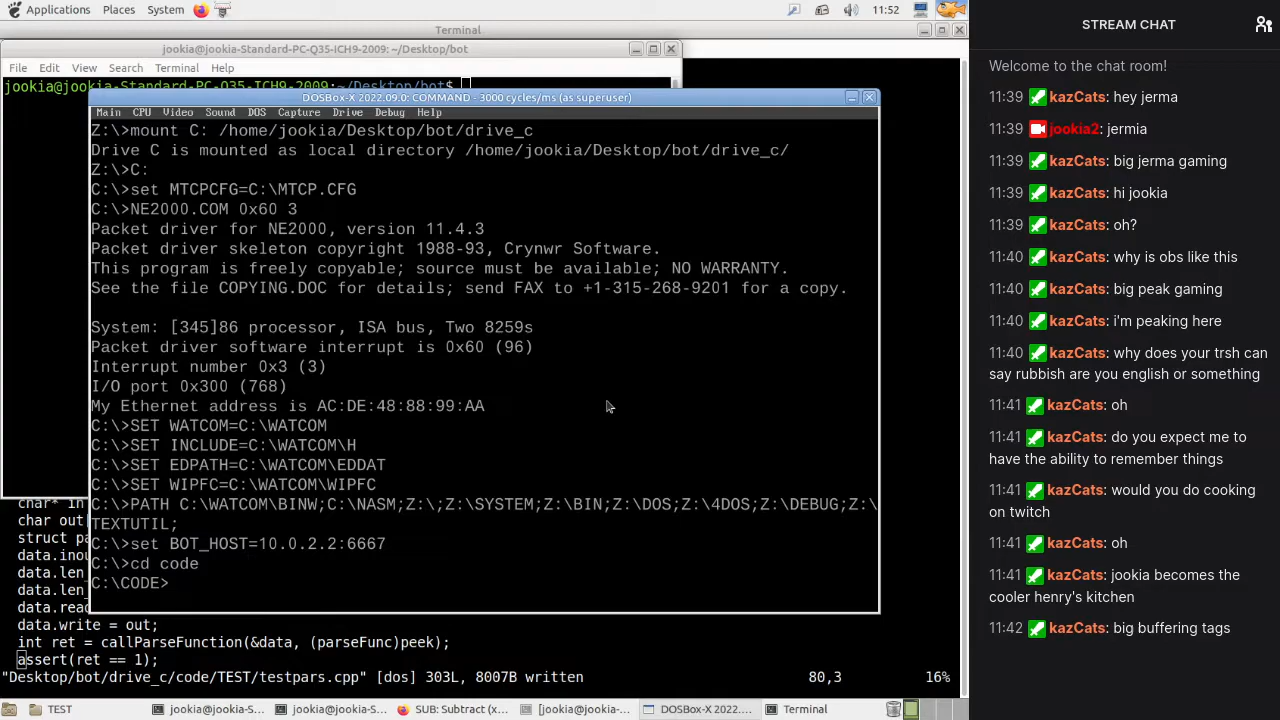 Applications Places System
11:52
Terminal
jookia@jookia-Standard-PC-Q35-ICH9-2009: ~/Desktop/bot
File Edit View Search Terminal Help
jookia@jookia-Standard-PC-Q35-ICH9-2009:~/Desktop/bot$
DOSBox-X 2022.09.0: COMMAND - 3000 cycles/ms (as superuser)
Main CPU Video Sound DOS Capture Drive Debug Help
Z:\>mount C: /home/jookia/Desktop/bot/drive_c
Drive C is mounted as local directory /home/jookia/Desktop/bot/drive_c/
Z:\>C:
C:\>set MTCPCFG=C:\MTCP.CFG
C:\>NE2000.COM 0x60 3
Packet driver for NE2000, version 11.4.3
Packet driver skeleton copyright 1988-93, Crynwr Software.
This program is freely copyable; source must be available; NO WARRANTY.
See the file COPYING.DOC for details; send FAX to +1-315-268-9201 for a copy.
System: [345]86 processor, ISA bus, Two 8259s
Packet driver software interrupt is 0x60 (96)
Interrupt number 0x3 (3)
I/O port 0x300 (768)
My Ethernet address is AC:DE:48:88:99:AA
C:\>SET WATCOM=C:\WATCOM
C:\>SET INCLUDE=C:\WATCOM\H
C:\>SET EDPATH=C:\WATCOM\EDDAT
C:\>SET WIPFC=C:\WATCOM\WIPFC
C:\>PATH C:\WATCOM\BINW;C:\NASM;Z:\;Z:\SYSTEM;Z:\BIN;Z:\DOS;Z:\4DOS;Z:\DEBUG;Z:\
TEXTUTIL;
C:\>set BOT_HOST=10.0.2.2:6667
C:\>cd code
C:\CODE>
char* in
char out[
struct pa
data.inou
data.len_
data.len_
data.read
data.write = out;
int ret = callParseFunction(&data, (parseFunc)peek);
assert(ret == 1);
"Desktop/bot/drive_c/code/TEST/testpars.cpp" [dos] 303L, 8007B written 80,3 16%
TEST
jookia@jookia-S...
jookia@jookia-S...
SUB: Subtract (x...
[jookia@jookia-...
DOSBox-X 2022....
Terminal
STREAM CHAT
Welcome to the chat room!
11:39 kazCats: hey jerma
11:39 jookia2: jermia
11:39 kazCats: big jerma gaming
11:39 kazCats: hi jookia
11:39 kazCats: oh?
11:40 kazCats: why is obs like this
11:40 kazCats: big peak gaming
11:40 kazCats: i'm peaking here
11:40 kazCats: why does your trsh can
say rubbish are you english or something
11:41 kazCats: oh
11:41 kazCats: do you expect me to
have the ability to remember things
11:41 kazCats: would you do cooking
on twitch
11:41 kazCats: oh
11:41 kazCats: jookia becomes the
cooler henry's kitchen
11:42 kazCats: big buffering tags